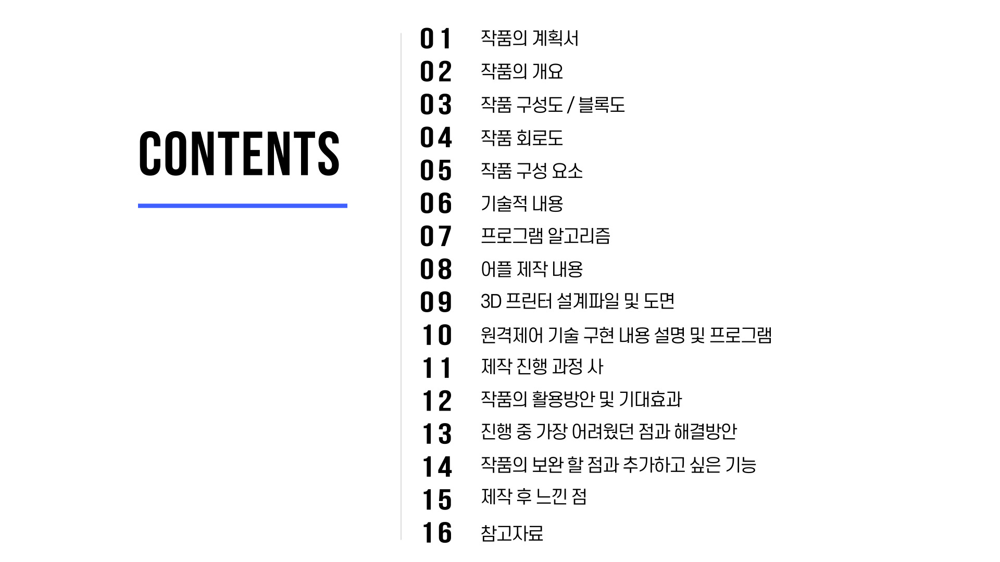 CONTENTS
01 작품의 계획서
02 작품의 개요
03 작품 구성도 / 블록도
04 작품 회로도
05 작품 구성 요소
06 기술적 내용
07 프로그램 알고리즘
08 어플 제작 내용
09 3D 프린터 설계파일 및 도면
10 원격제어 기술 구현 내용 설명 및 프로그램
11 제작 진행 과정 사
12 작품의 활용방안 및 기대효과
13 진행 중 가장 어려웠던 점과 해결방안
14 작품의 보완 할 점과 추가하고 싶은 기능
15 제작 후 느낀 점
16 참고자료